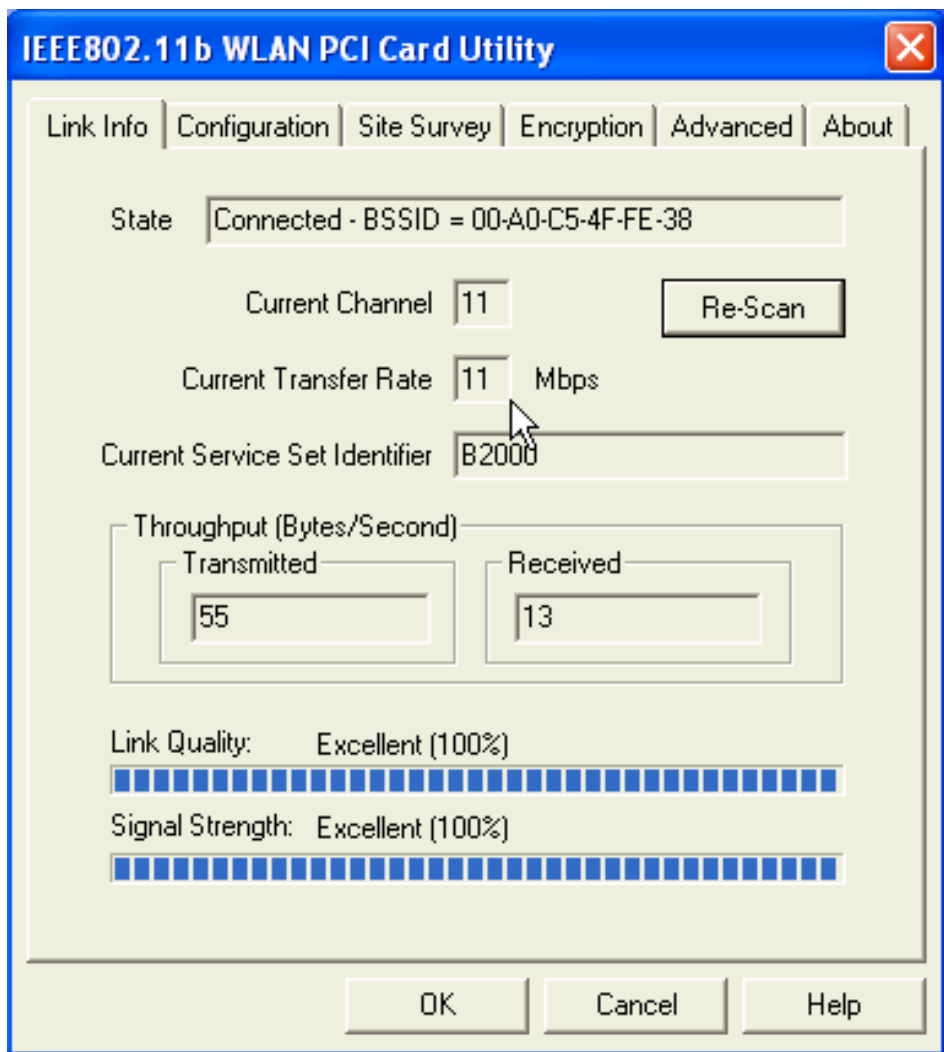 IEEE802.11b WLAN PCI Card Utility
Link Info Configuration Site Survey Encryption Advanced About
State Connected - BSSID = 00-A0-C5-4F-FE-38
Current Channel 11 Re-Scan
Current Transfer Rate 11 Mbps
Current Service Set Identifier B2000
Throughput (Bytes/Second)
Transmitted Received
55 13
Link Quality: Excellent (100%)
Signal Strength: Excellent (100%)
OK Cancel Help